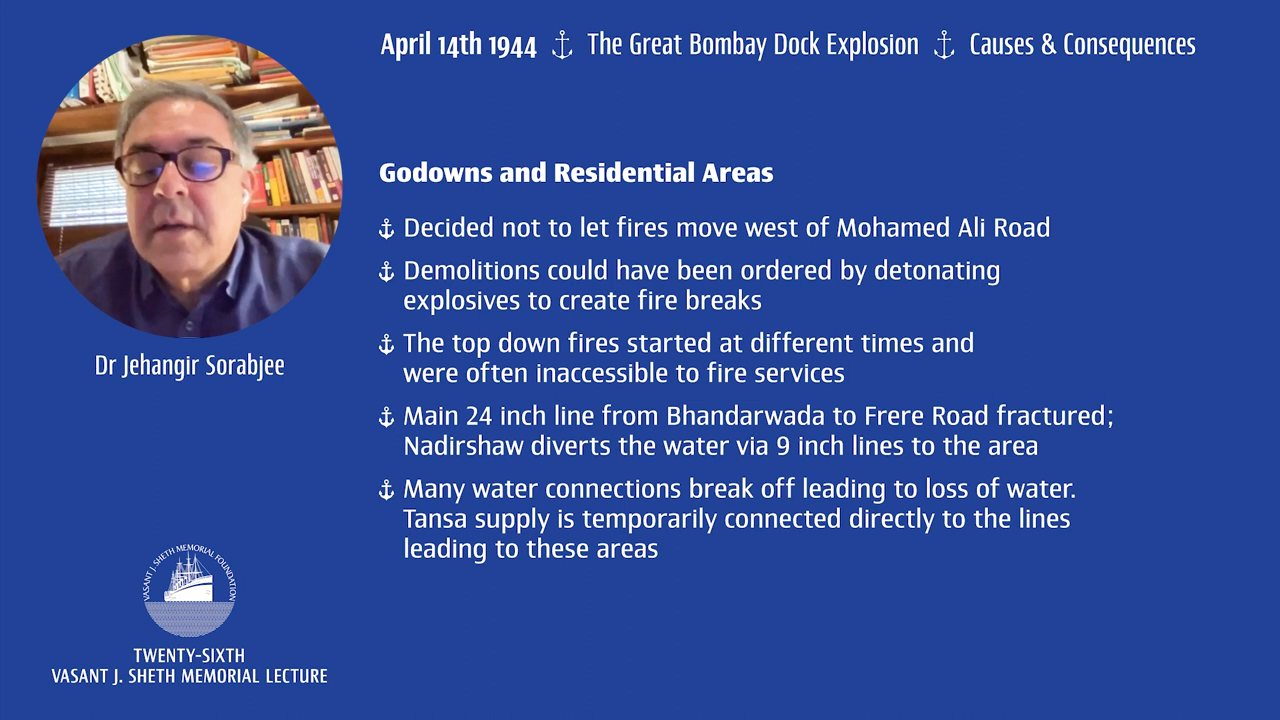 April 14th 1944 The Great Bombay Dock Explosion Causes & Consequences
Godowns and Residential Areas
Decided not to let fires move west of Mohamed Ali Road
Demolitions could have been ordered by detonating
explosives to create fire breaks
The top down fires started at different times and
were often inaccessible to fire services
Main 24 inch line from Bhandarwada to Frere Road fractured;
Nadirshaw diverts the water via 9 inch lines to the area
Many water connections break off leading to loss of water.
Tansa supply is temporarily connected directly to the lines
leading to these areas
Dr Jehangir Sorabjee
VASANT J. SHETH MEMORIAL FOUNDATION
TWENTY-SIXTH
VASANT J. SHETH MEMORIAL LECTURE